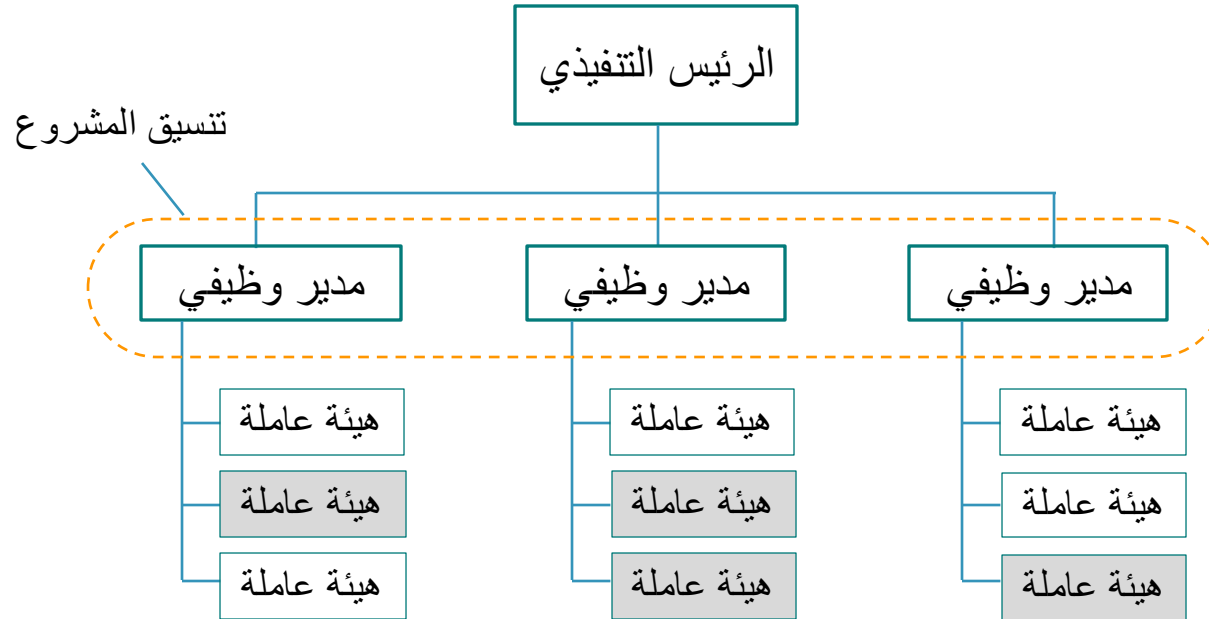 الرئيس التنفيذي
تنسيق المشروع
مدير وظيفي
مدير وظيفي
مدير وظيفي
هيئة عاملة
هيئة عاملة
هيئة عاملة
هيئة عاملة
هيئة عاملة
هيئة عاملة
هيئة عاملة
هيئة عاملة
هيئة عاملة